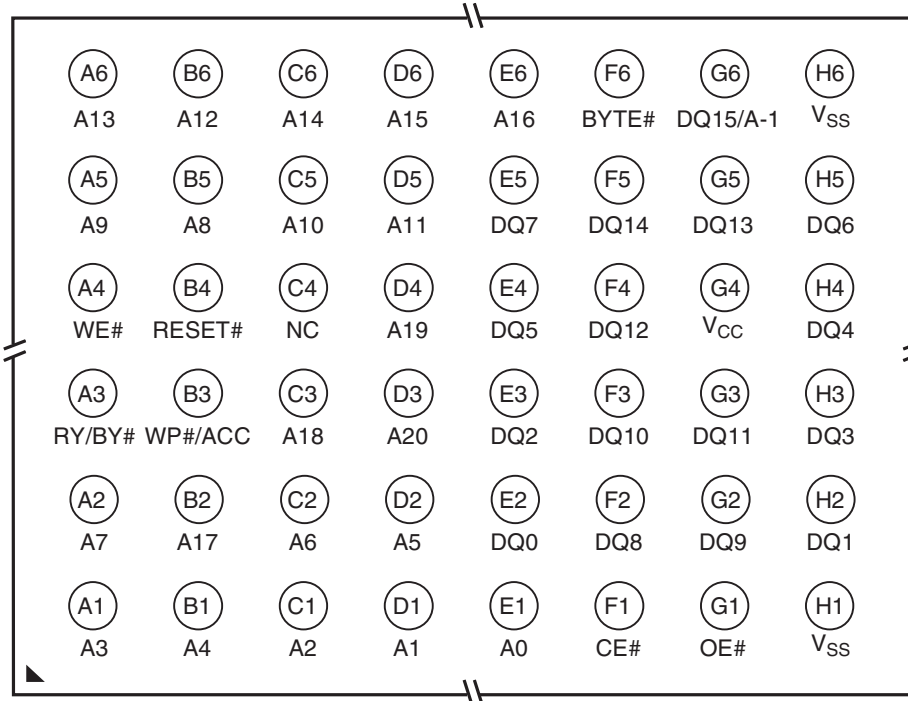 A6 B6 C6 D6 E6 F6 G6 H6
A13 A12 A14 A15 A16 BYTE# DQ15/A-1 VSS
A5 B5 C5 D5 E5 F5 G5 H5
A9 A8 A10 A11 DQ7 DQ14 DQ13 DQ6
A4 B4 C4 D4 E4 F4 G4 H4
WE# RESET# NC A19 DQ5 DQ12 VCC DQ4
A3 B3 C3 D3 E3 F3 G3 H3
RY/BY# WP#/ACC A18 A20 DQ2 DQ10 DQ11 DQ3
A2 B2 C2 D2 E2 F2 G2 H2
A7 A17 A6 A5 DQ0 DQ8 DQ9 DQ1
A1 B1 C1 D1 E1 F1 G1 H1
A3 A4 A2 A1 A0 CE# OE# VSS